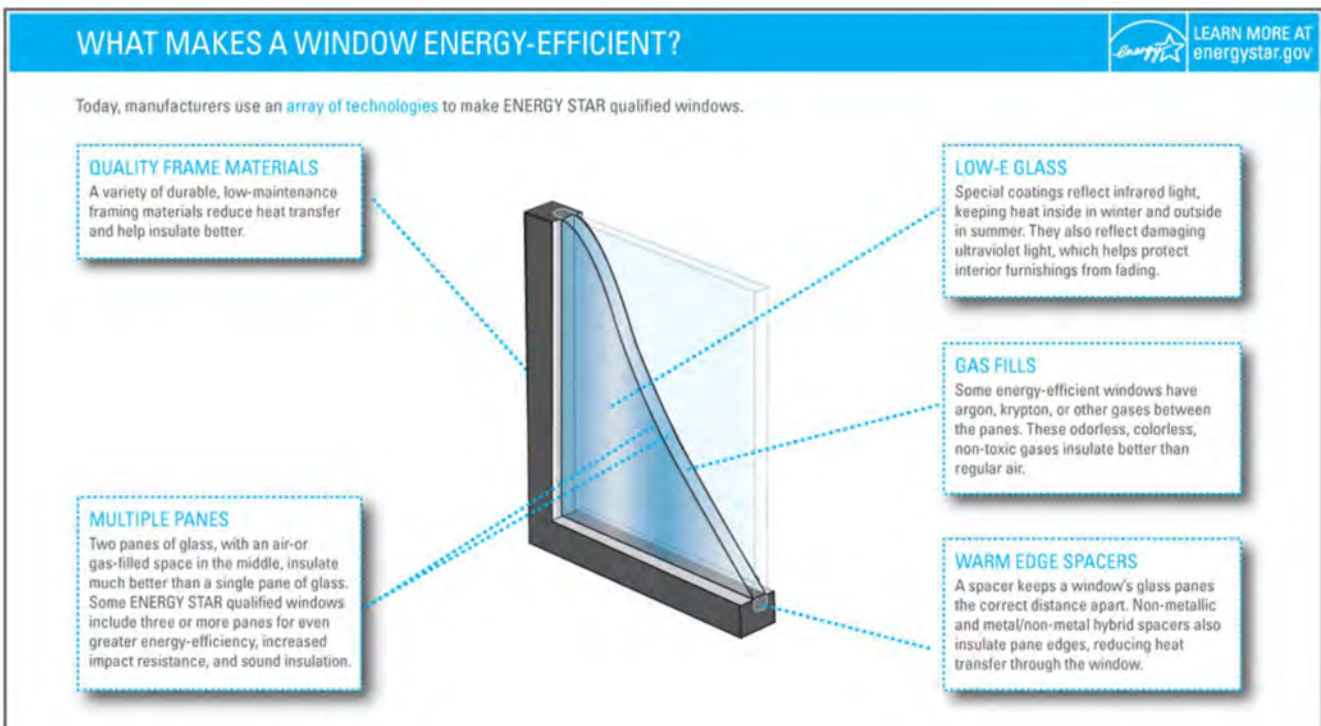 WHAT MAKES A WINDOW ENERGY-EFFICIENT?
energy
LEARN MORE AT
energystar.gov
Today, manufacturers use an array of technologies to make ENERGY STAR qualified windows.
QUALITY FRAME MATERIALS
A variety of durable, low-maintenance
framing materials reduce heat transfer
and help insulate better.
MULTIPLE PANES
Two panes of glass, with an air-or
gas-filled space in the middle, insulate
much better than a single pane of glass.
Some ENERGY STAR qualified windows
include three or more panes for even
greater energy-efficiency, increased
impact resistance, and sound insulation.
LOW-E GLASS
Special coatings reflect infrared light,
keeping heat inside in winter and outside
in summer. They also reflect damaging
ultraviolet light, which helps protect
interior furnishings from fading.
GAS FILLS
Some energy-efficient windows have
argon, krypton, or other gases between
the panes. These odorless, colorless,
non-toxic gases insulate better than
regular air.
WARM EDGE SPACERS
A spacer keeps a window's glass panes
the correct distance apart. Non-metallic
and metal/non-metal hybrid spacers also
insulate pane edges, reducing heat
transfer through the window.